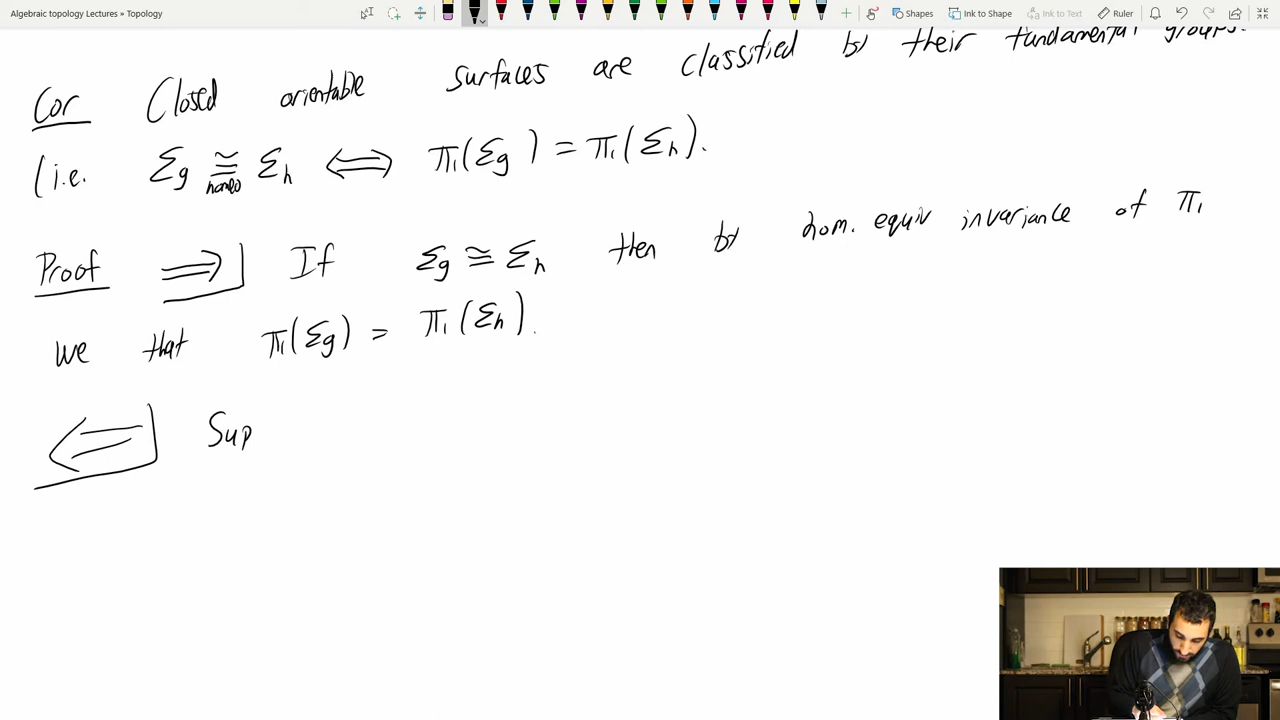 Algebraic topology Lectures » Topology
Shapes Ink to Shape Ink to Text Ruler
Cor Closed orientable surfaces are classified by their fundamental groups.
(i.e. Σg ≅ Σh ⟺ π₁(Σg) = π₁(Σh).
homeo
Proof ⟹ If Σg ≅ Σh then by hom. equiv invariance of π₁
we that π₁(Σg) = π₁(Σh).
⟸ Sup